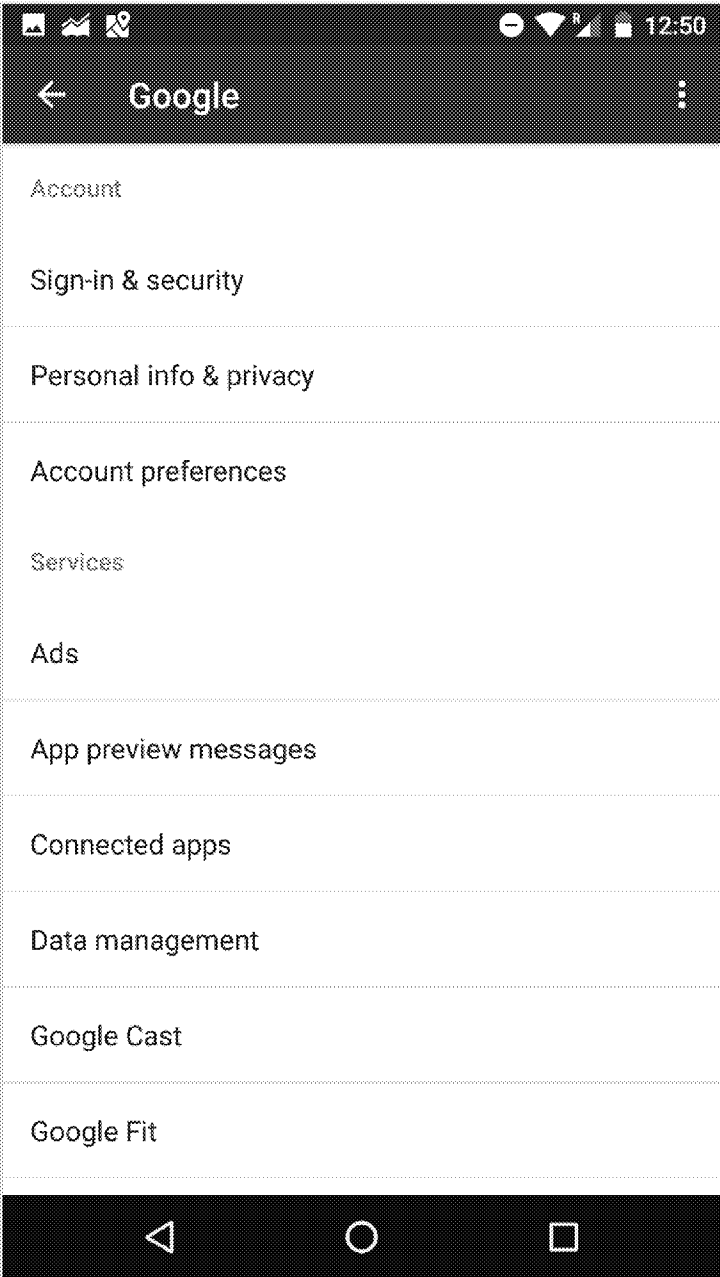 R 12:50
Google
Account
Sign-in & security
Personal info & privacy
Account preferences
Services
Ads
App preview messages
Connected apps
Data management
Google Cast
Google Fit